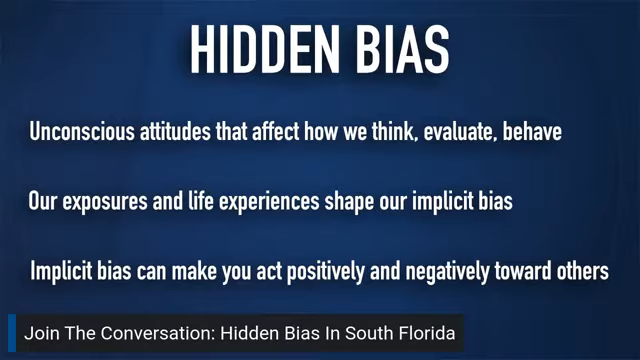 HIDDEN BIAS
Unconscious attitudes that affect how we think, evaluate, behave
Our exposures and life experiences shape our implicit bias
Implicit bias can make you act positively and negatively toward others
Join The Conversation: Hidden Bias In South Florida